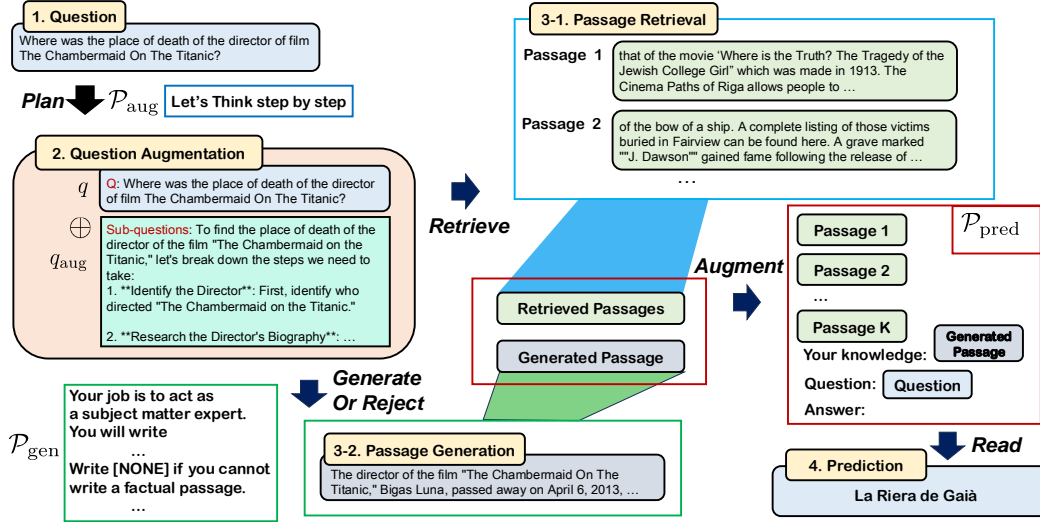 1. Question
Where was the place of death of the director of film
The Chambermaid On The Titanic?
Plan
𝒫aug
Let's Think step by step
2. Question Augmentation
q
Q: Where was the place of death of the director
of film The Chambermaid On The Titanic?
⊕
qaug
Sub-questions: To find the place of death of the
director of the film "The Chambermaid on the
Titanic," let's break down the steps we need to
take:
1. **Identify the Director**: First, identify who
directed "The Chambermaid on the Titanic."
2. **Research the Director's Biography**: …
Retrieve
3-1. Passage Retrieval
Passage 1
that of the movie 'Where is the Truth? The Tragedy of the
Jewish College Girl" which was made in 1913. The
Cinema Paths of Riga allows people to …
Passage 2
of the bow of a ship. A complete listing of those victims
buried in Fairview can be found here. A grave marked
""J. Dawson"" gained fame following the release of …
…
Retrieved Passages
Generated Passage
Generate
Or Reject
𝒫gen
Your job is to act as
a subject matter expert.
You will write
…
Write [NONE] if you cannot
write a factual passage.
…
3-2. Passage Generation
The director of the film "The Chambermaid On The
Titanic," Bigas Luna, passed away on April 6, 2013, …
Augment
𝒫pred
Passage 1
Passage 2
…
Passage K
Your knowledge: Generated
Passage
Question: Question
Answer:
Read
4. Prediction
La Riera de Gaià